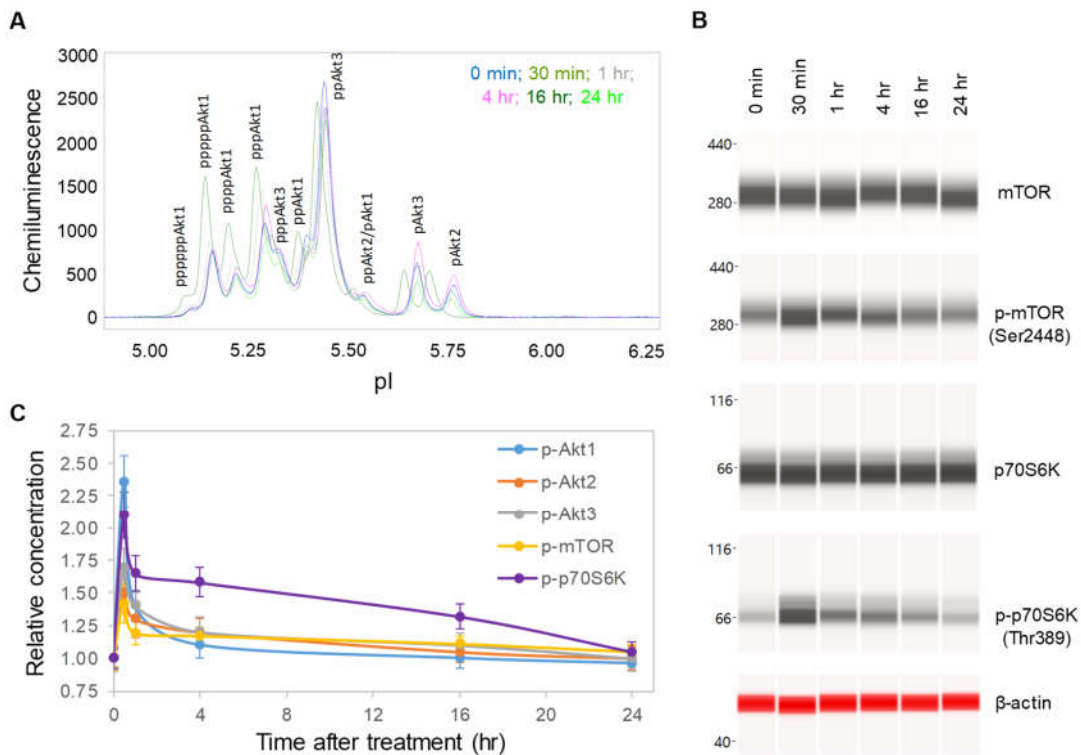 A
Chemiluminescence
3000
2500
2000
1500
1000
500
0
ppppppAkt1
pppppAkt1
ppppAkt1
pppAkt1
pppAkt3
ppAkt1
ppAkt3
ppAkt2/pAkt1
pAkt3
pAkt2
0 min; 30 min; 1 hr;
4 hr; 16 hr; 24 hr
5.00 5.25 5.50 5.75 6.00 6.25
pI
B
0 min 30 min 1 hr 4 hr 16 hr 24 hr
440
280
mTOR
440
280
p-mTOR
(Ser2448)
116
66
p70S6K
116
66
p-p70S6K
(Thr389)
β-actin
40
C
Relative concentration
2.75
2.50
2.25
2.00
1.75
1.50
1.25
1.00
0.75
p-Akt1
p-Akt2
p-Akt3
p-mTOR
p-p70S6K
0 4 8 12 16 20 24
Time after treatment (hr)